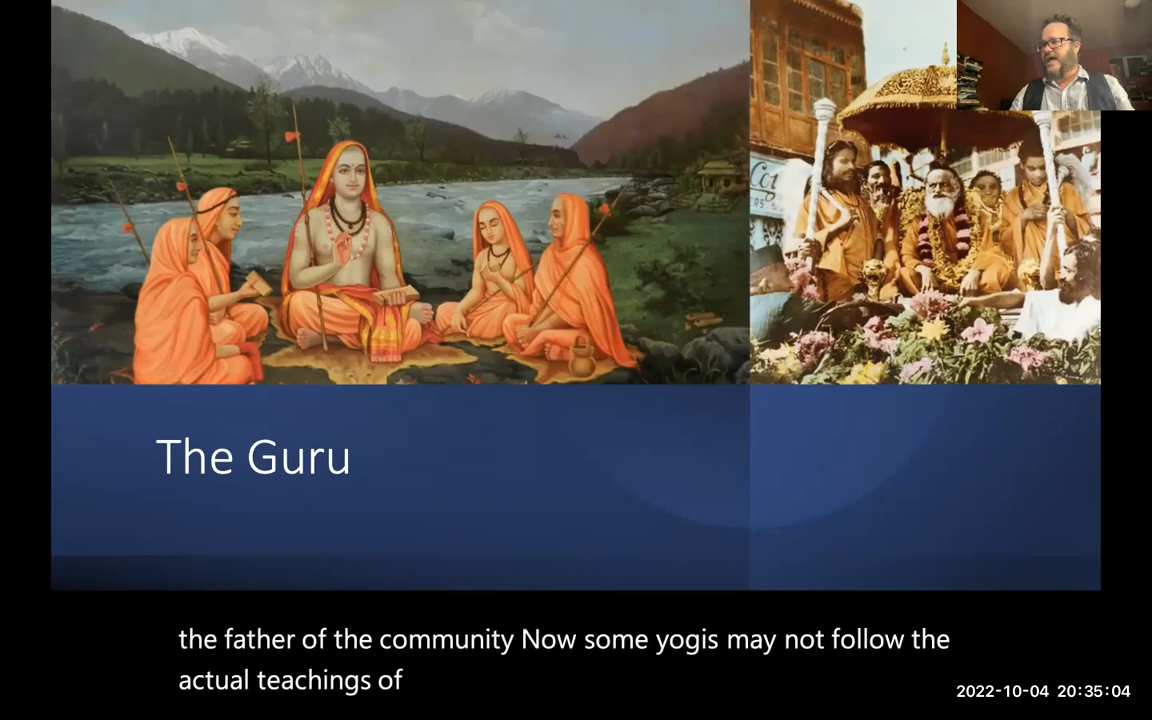 The Guru
the father of the community Now some yogis may not follow the
actual teachings of
2022-10-04 20:35:04